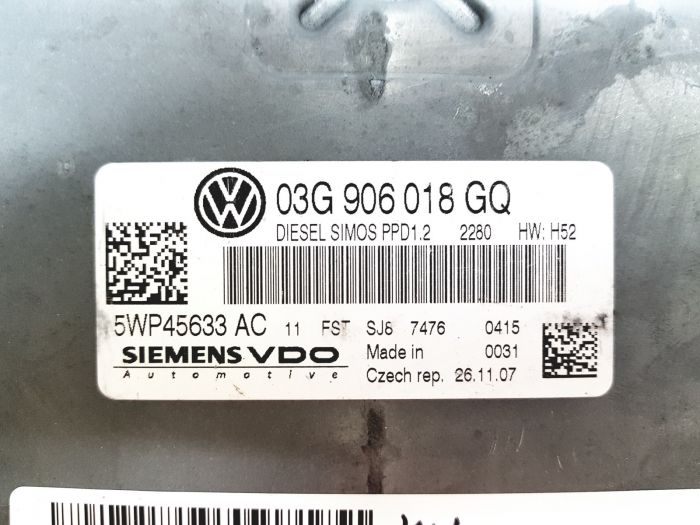 03G 906 018 GQ
DIESEL SIMOS PPD1.2 2280 HW: H52
5WP45633 AC 11 FST SJ8 7476 0415
SIEMENS VDO Made in 0031
Automotive Czech rep. 26.11.07